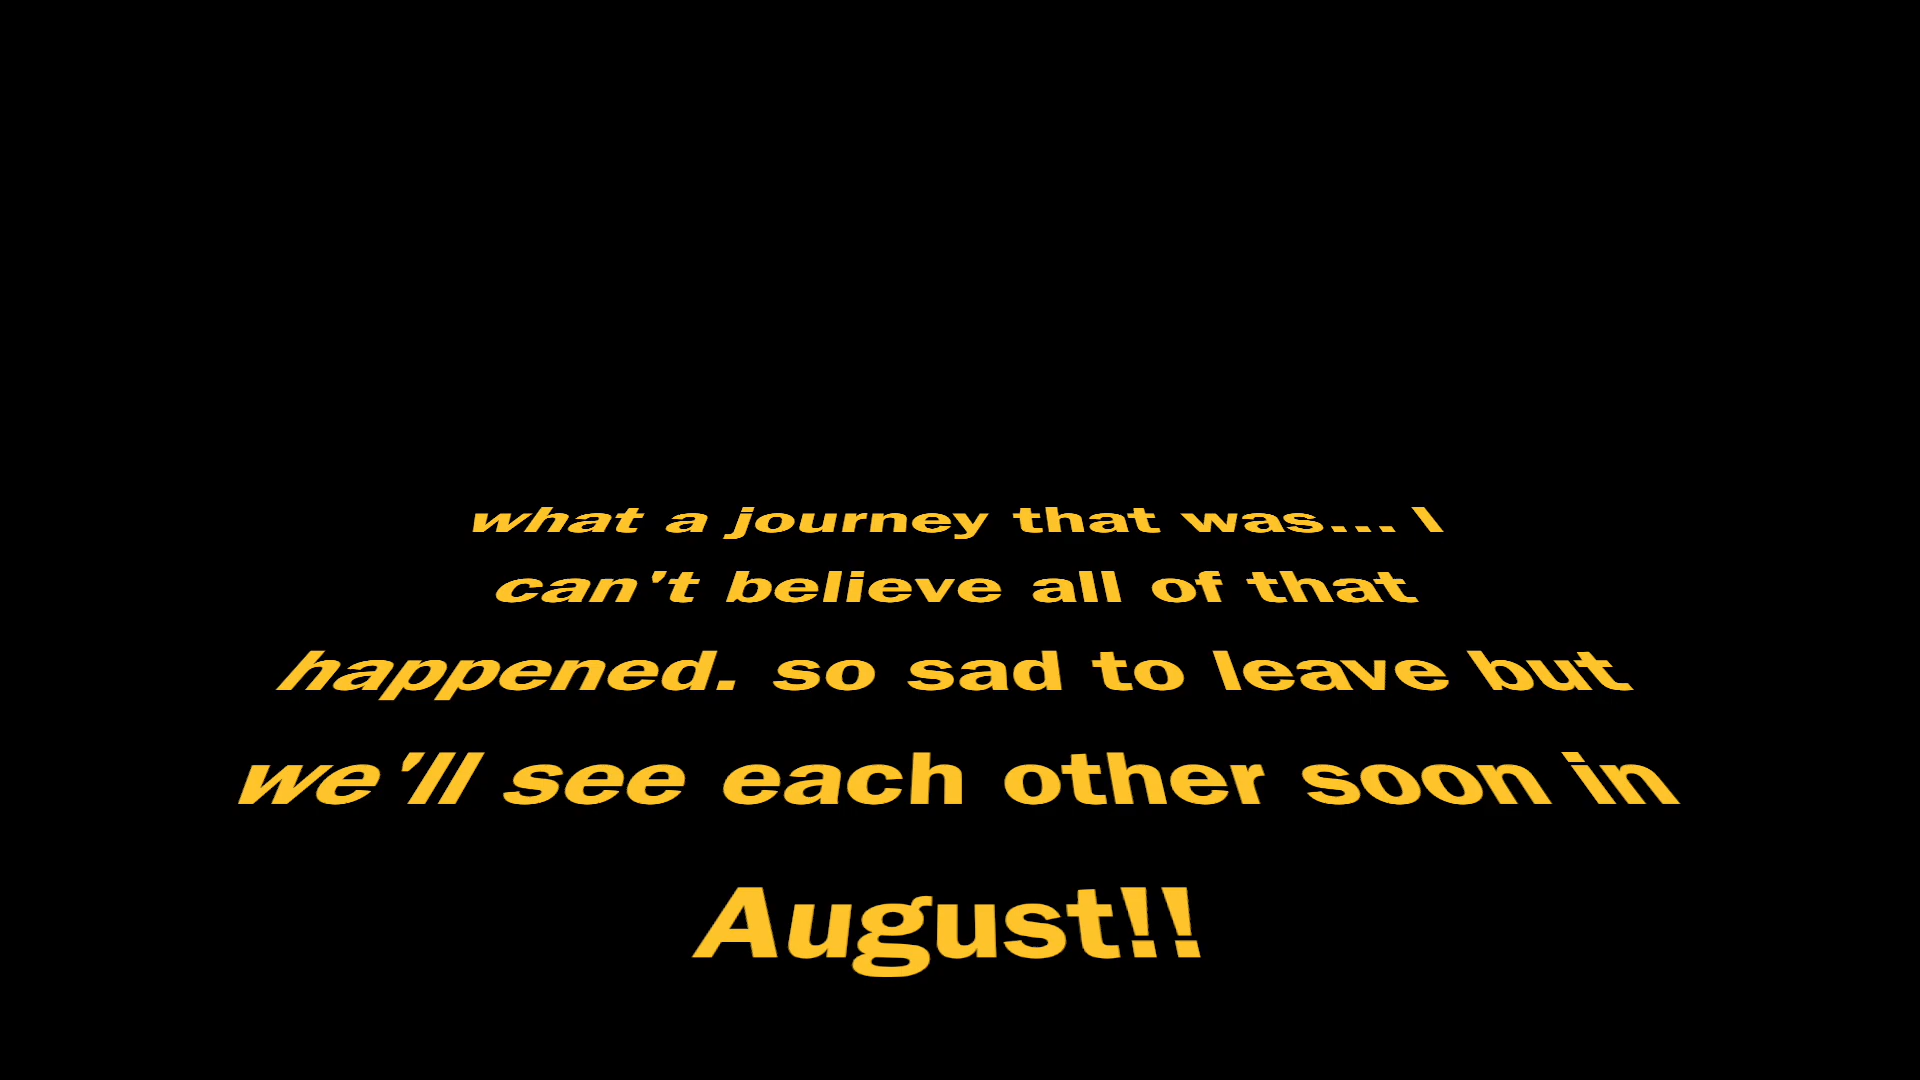 what a journey that was... I
can't believe all of that
happened. so sad to leave but
we'll see each other soon in
August!!